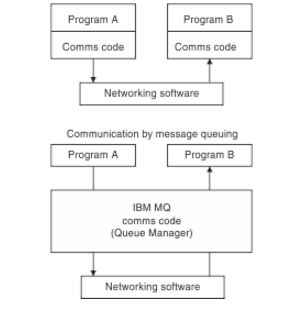 Program A
Program B
Comms code
Comms code
Networking software
Communication by message queuing
Program A
Program B
IBM MQ
comms code
(Queue Manager)
Networking software